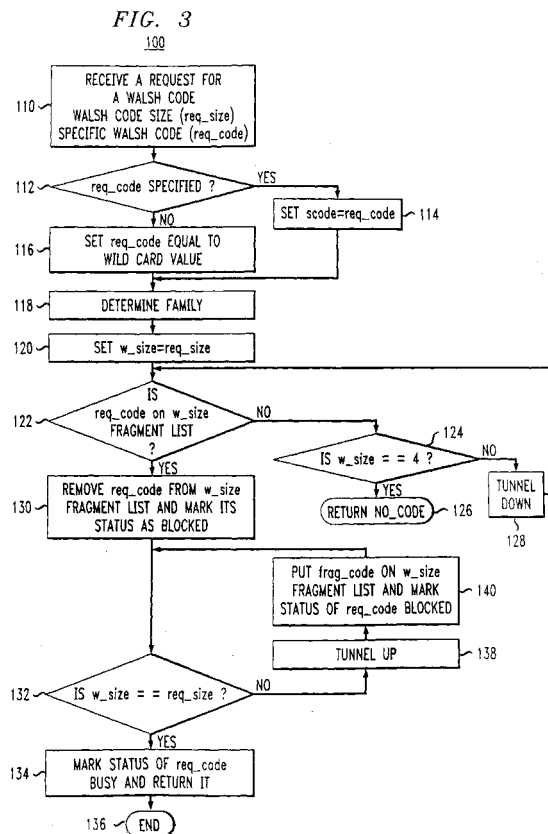 FIG. 3
100
RECEIVE A REQUEST FOR
A WALSH CODE
WALSH CODE SIZE (req_size)
SPECIFIC WALSH CODE (req_code)
110
req_code SPECIFIED ?
112
YES
NO
SET scode=req_code
114
SET req_code EQUAL TO
WILD CARD VALUE
116
DETERMINE FAMILY
118
SET w_size=req_size
120
IS
req_code on w_size
FRAGMENT LIST
?
122
NO
YES
IS w_size = = 4 ?
124
NO
YES
RETURN NO_CODE
126
TUNNEL
DOWN
128
REMOVE req_code FROM w_size
FRAGMENT LIST AND MARK ITS
STATUS AS BLOCKED
130
PUT frag_code ON w_size
FRAGMENT LIST AND MARK
STATUS OF req_code BLOCKED
140
TUNNEL UP
138
IS w_size = = req_size ?
132
NO
YES
MARK STATUS OF req_code
BUSY AND RETURN IT
134
END
136